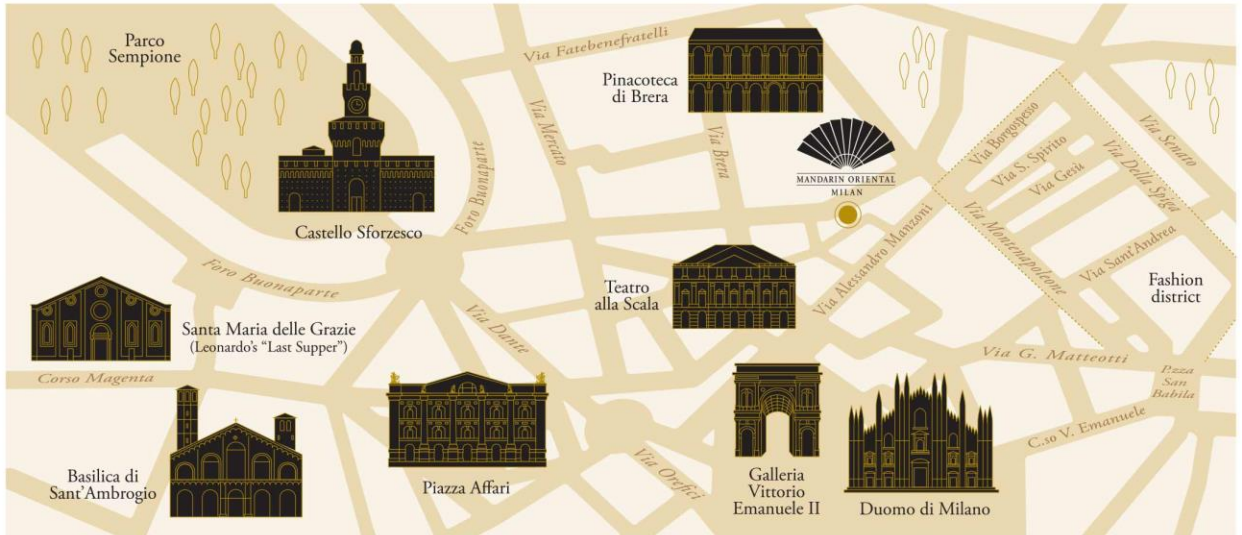 Parco
Sempione
Via Fatebenefratelli
Pinacoteca
di Brera
Via Mercato
Via Brera
MANDARIN ORIENTAL
MILAN
Via Borgospesso
Via S. Spirito
Via Gesú
Via Della Spiga
Via Senato
Castello Sforzesco
Foro Buonaparte
Foro Buonaparte
Via Alessandro Manzoni
Via Montenapoleone
Via Sant'Andrea
Fashion
district
Teatro
alla Scala
Santa Maria delle Grazie
(Leonardo's "Last Supper")
Via Dante
Corso Magenta
Via G. Matteotti
P.zza
San
Babila
C.so V. Emanuele
Basilica di
Sant'Ambrogio
Piazza Affari
Via Orefici
Galleria
Vittorio
Emanuele II
Duomo di Milano